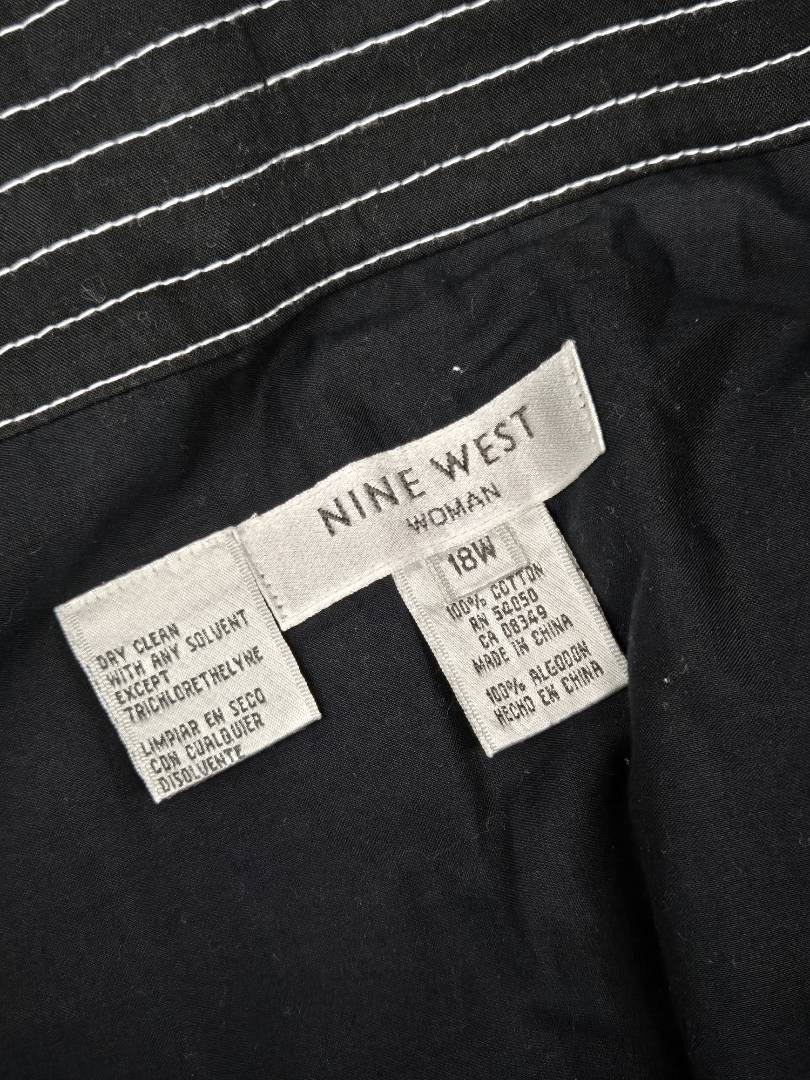 NINE WEST
WOMAN
18W
100% COTTON
RN 54050
CA 08349
MADE IN CHINA
100% ALGODON
HECHO EN CHINA
DRY CLEAN
WITH ANY SOLVENT
EXCEPT
TRICHLORETHELYNE
LIMPIAR EN SECO
CON CUALQUIER
DISOLVENTE